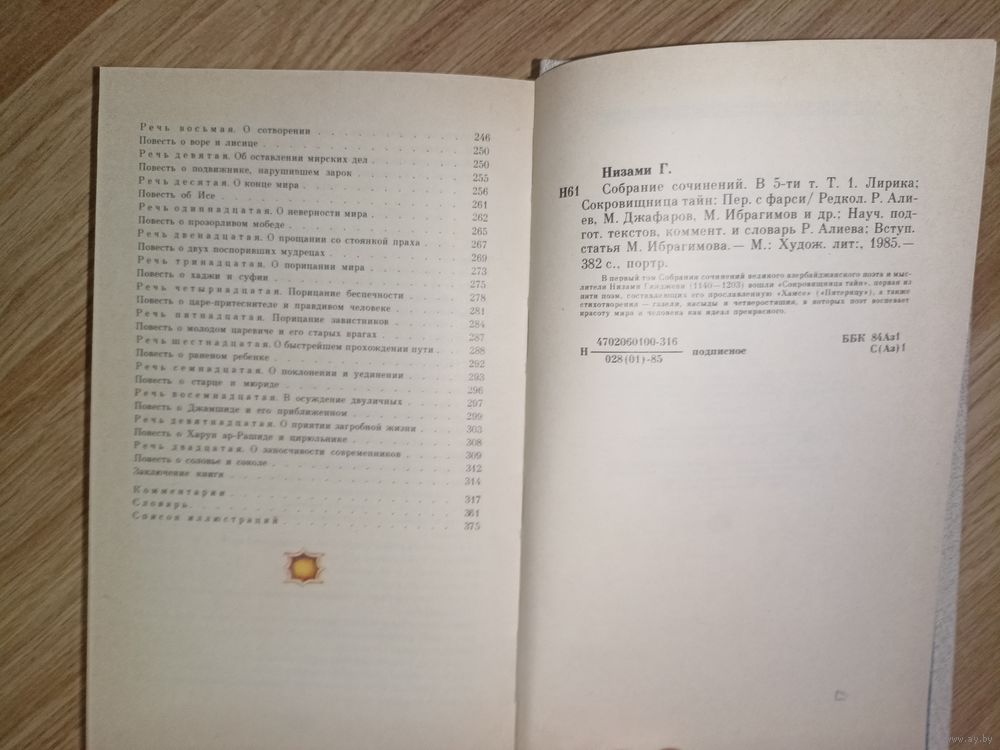 Речь восьмая. О сотворении . . . . . . . . . . . 246
Повесть о воре и лисице . . . . . . . . . . . 250
Речь девятая. Об оставлении мирских дел . . . . . . . 250
Повесть о подвижнике, нарушившем зарок . . . . . . . 255
Речь десятая. О конце мира . . . . . . . . . . . 256
Повесть об Исе . . . . . . . . . . . . . . 261
Речь одиннадцатая. О неверности мира . . . . . . . 262
Повесть о прозорливом мобеде . . . . . . . . . . 265
Речь двенадцатая. О прощании со стоянкой праха . . . 267
Повесть о двух поспоривших мудрецах . . . . . . . . 269
Речь тринадцатая. О порицании мира . . . . . . . 273
Повесть о хаджи и суфии . . . . . . . . . . . 275
Речь четырнадцатая. Порицание беспечности . . . . . 278
Повесть о царе-притеснителе и правдивом человеке . . . . 281
Речь пятнадцатая. Порицание завистников . . . . . . 284
Повесть о молодом царевиче и его старых врагах . . . . . 287
Речь шестнадцатая. О быстрейшем прохождении пути . . 288
Повесть о раненом ребенке . . . . . . . . . . . 292
Речь семнадцатая. О поклонении и уединении . . . . . 293
Повесть о старце и мюриде . . . . . . . . . . . 296
Речь восемнадцатая. В осуждение двуличных . . . . . 297
Повесть о Джамшиде и его приближенном . . . . . . . 299
Речь девятнадцатая. О приятии загробной жизни . . . . 303
Повесть о Харун ар-Рашиде и цирюльнике . . . . . . . 308
Речь двадцатая. О заносчивости современников . . . . . 309
Повесть о соловье и соколе . . . . . . . . . . . 312
Заключение книги . . . . . . . . . . . . . 314
Комментарии . . . . . . . . . . . . . . 317
Словарь . . . . . . . . . . . . . . . 361
Список иллюстраций . . . . . . . . . . . . 375
Низами Г.
Н61 Собрание сочинений. В 5-ти т. Т. 1. Лирика;
Сокровищница тайн: Пер. с фарси/ Редкол. Р. Али-
ев, М. Джафаров, М. Ибрагимов и др.; Науч. под-
гот. текстов, коммент. и словарь Р. Алиева; Вступ.
статья М. Ибрагимова. — М.: Худож. лит:, 1985.—
382 с., портр.
В первый том Собрания сочинений великого азербайджанского поэта и мыс-
лителя Низами Гянджеви (1140—1203) вошли «Сокровищница тайн», первая из
пяти поэм, составляющих его прославленную «Хамсе» («Пятерицу»), а также
стихотворения — газели, касыды и четверостишия, в которых поэт воспевает
красоту мира и человека как идеал прекрасного.
Н 4702060100-316 подписное ББК 84Аз1
028(01)-85 С(Аз)1
www.ay.by